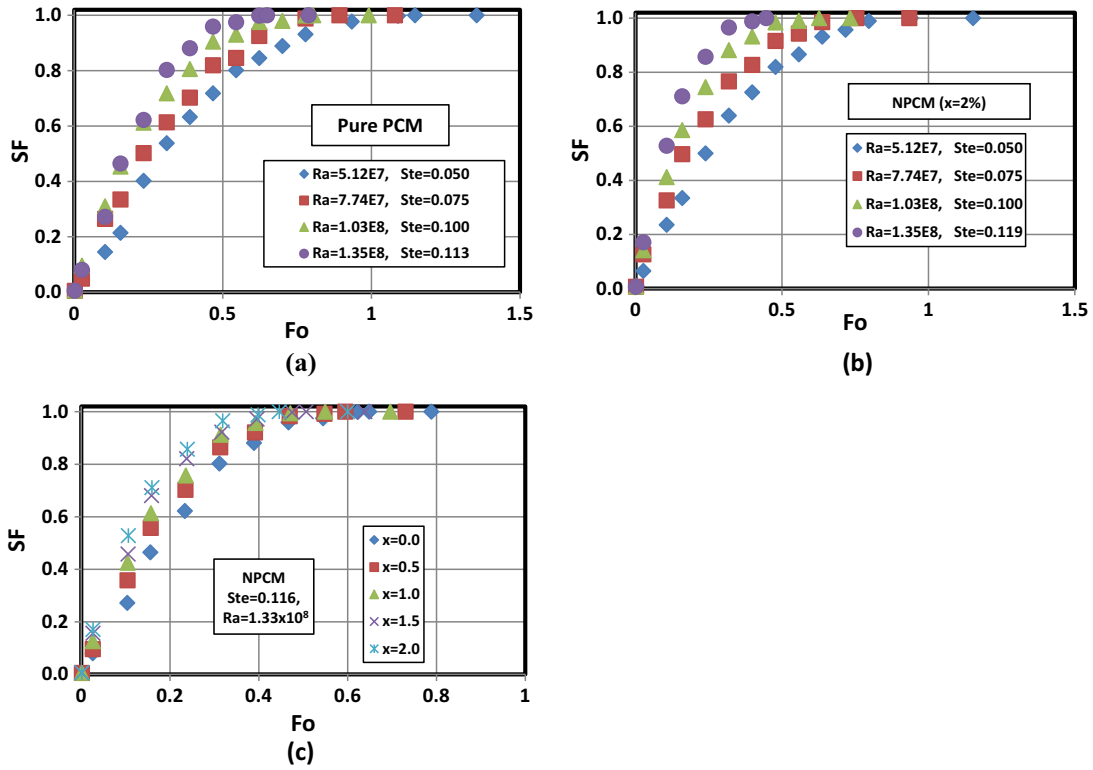 1.0
0.8
0.6
0.4
0.2
0.0
SF
0
0.5
1
1.5
Fo
Pure PCM
Ra=5.12E7, Ste=0.050
Ra=7.74E7, Ste=0.075
Ra=1.03E8, Ste=0.100
Ra=1.35E8, Ste=0.113
(a)
1.0
0.8
0.6
0.4
0.2
0.0
SF
0
0.5
1
1.5
Fo
NPCM (x=2%)
Ra=5.12E7, Ste=0.050
Ra=7.74E7, Ste=0.075
Ra=1.03E8, Ste=0.100
Ra=1.35E8, Ste=0.119
(b)
1.0
0.8
0.6
0.4
0.2
0.0
SF
0
0.2
0.4
0.6
0.8
1
Fo
NPCM
Ste=0.116,
Ra=1.33x10⁸
x=0.0
x=0.5
x=1.0
x=1.5
x=2.0
(c)